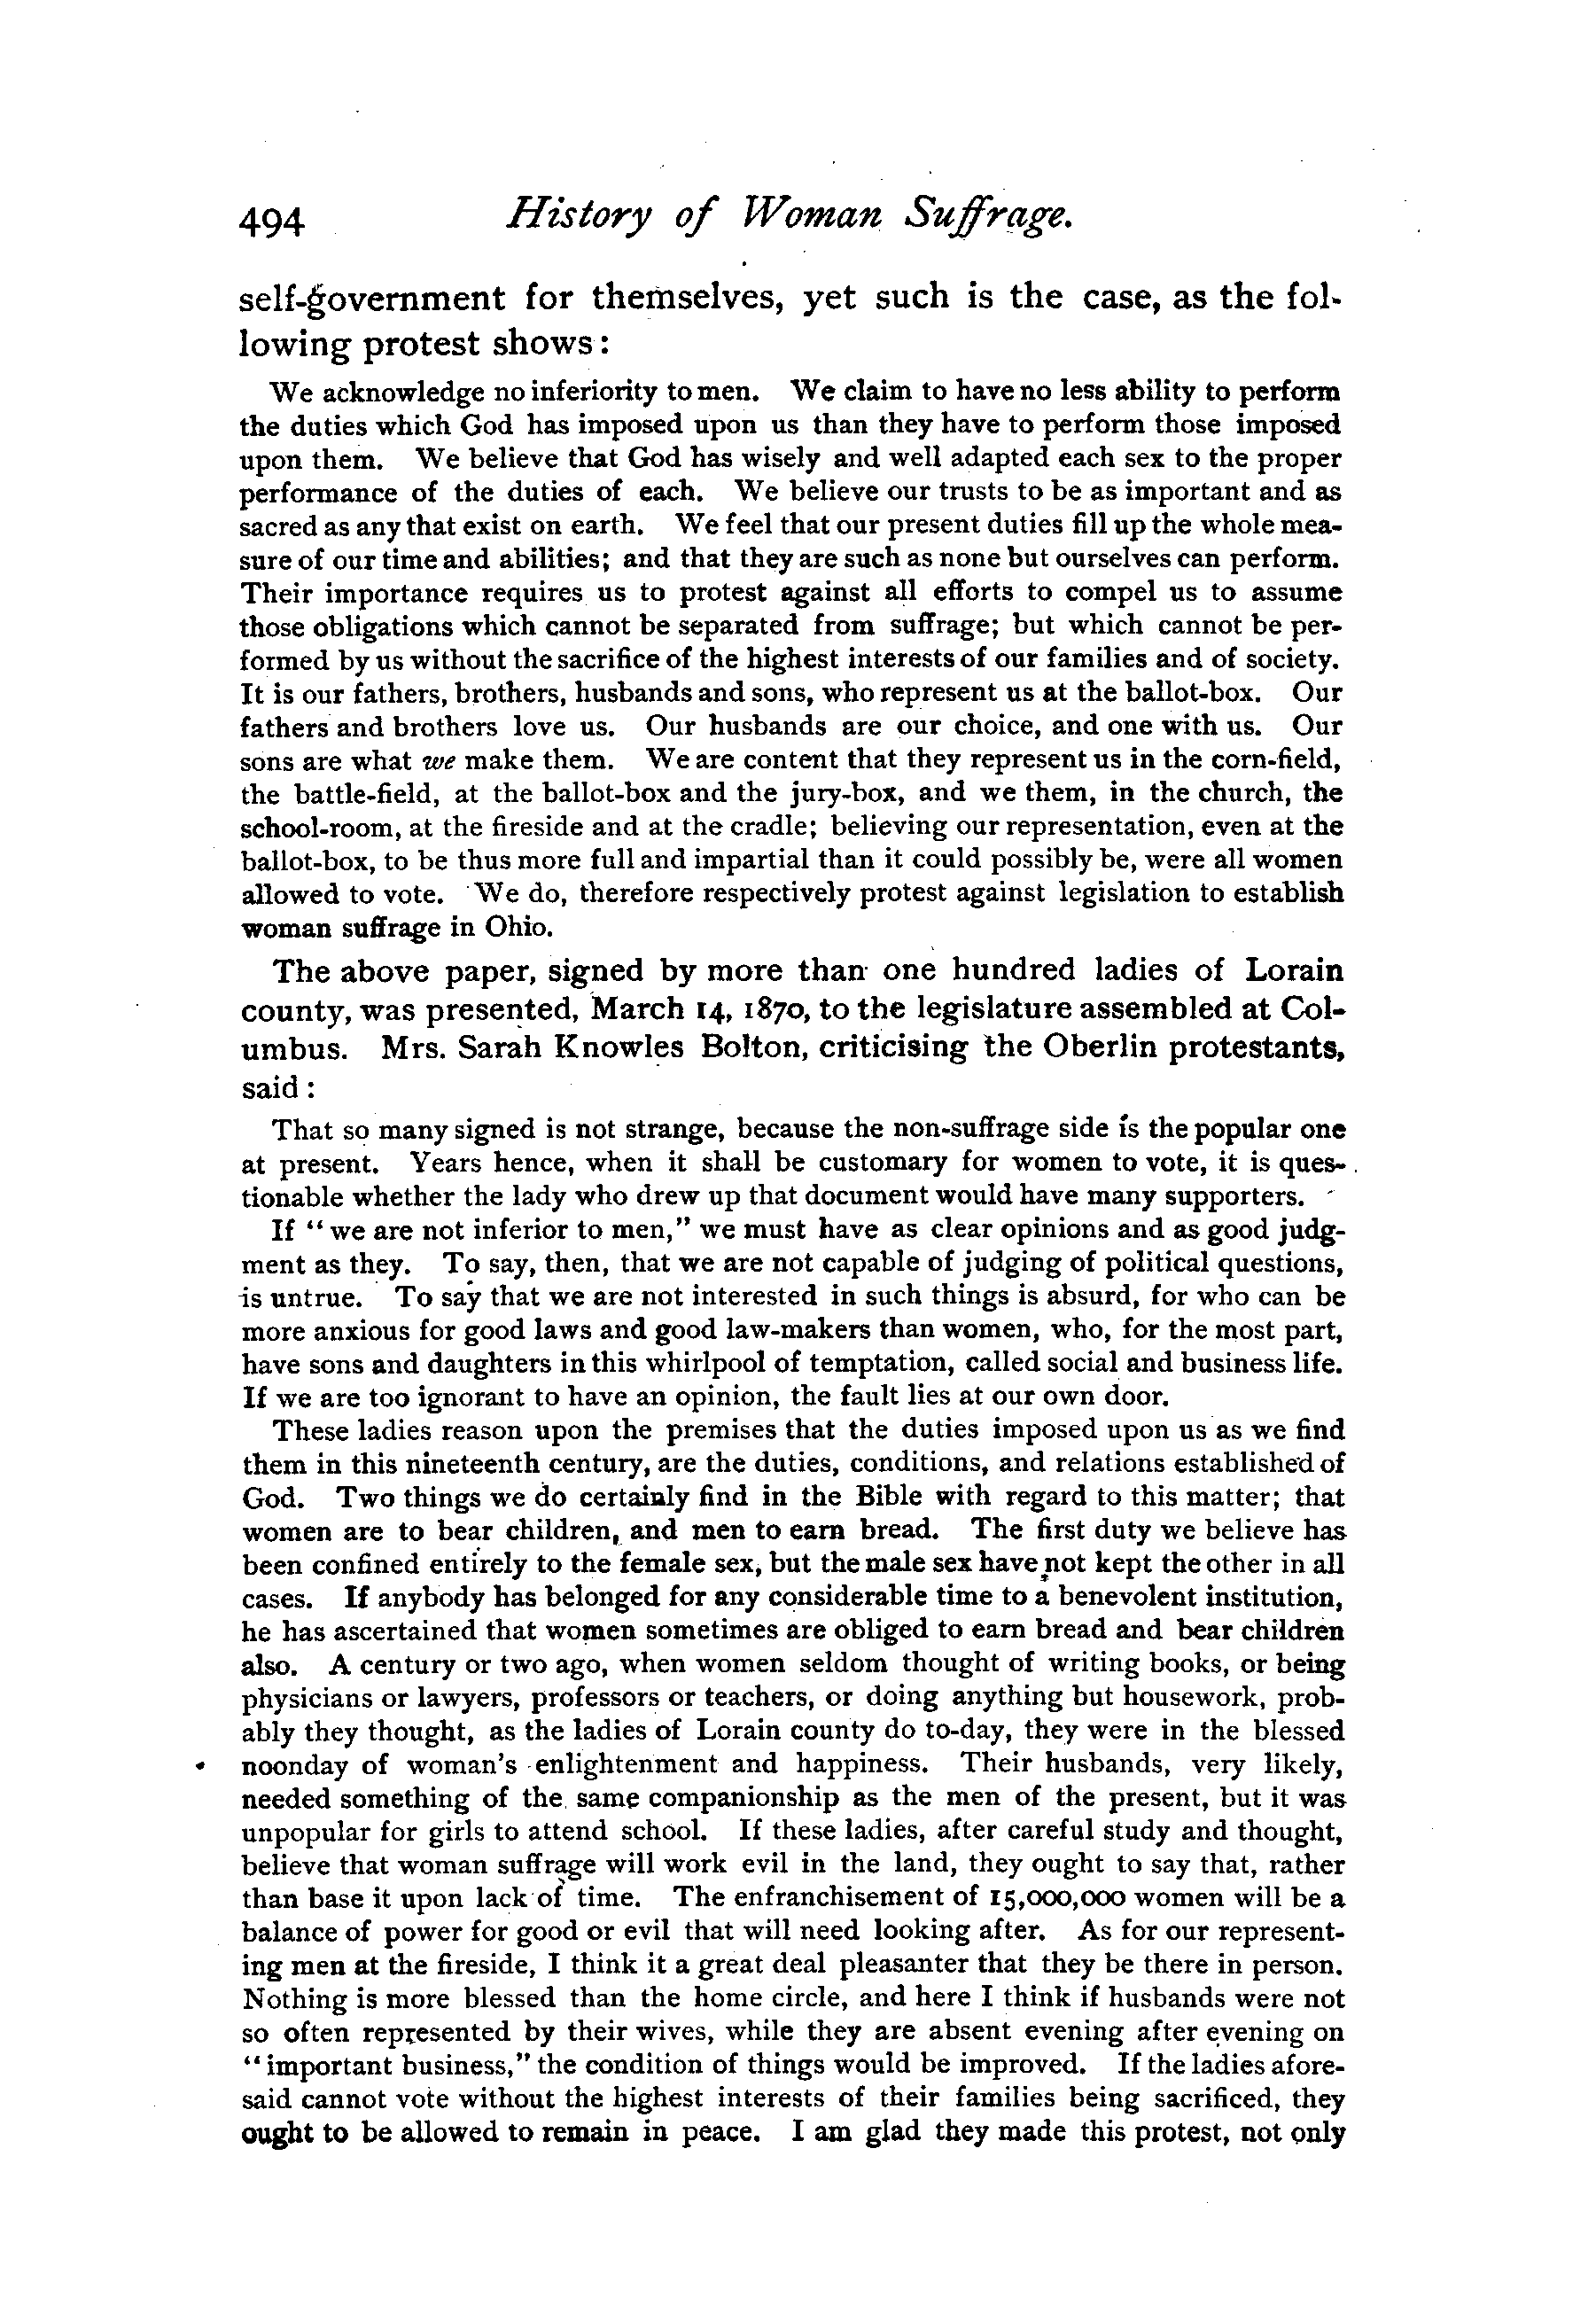 494 History of Woman Suffrage.
self-government for themselves, yet such is the case, as the fol-
lowing protest shows:
We acknowledge no inferiority to men. We claim to have no less ability to perform
the duties which God has imposed upon us than they have to perform those imposed
upon them. We believe that God has wisely and well adapted each sex to the proper
performance of the duties of each. We believe our trusts to be as important and as
sacred as any that exist on earth. We feel that our present duties fill up the whole mea-
sure of our time and abilities; and that they are such as none but ourselves can perform.
Their importance requires us to protest against all efforts to compel us to assume
those obligations which cannot be separated from suffrage; but which cannot be per-
formed by us without the sacrifice of the highest interests of our families and of society.
It is our fathers, brothers, husbands and sons, who represent us at the ballot-box. Our
fathers and brothers love us. Our husbands are our choice, and one with us. Our
sons are what we make them. We are content that they represent us in the corn-field,
the battle-field, at the ballot-box and the jury-box, and we them, in the church, the
school-room, at the fireside and at the cradle; believing our representation, even at the
ballot-box, to be thus more full and impartial than it could possibly be, were all women
allowed to vote. We do, therefore respectively protest against legislation to establish
woman suffrage in Ohio.
The above paper, signed by more than one hundred ladies of Lorain
county, was presented, March 14, 1870, to the legislature assembled at Col-
umbus. Mrs. Sarah Knowles Bolton, criticising the Oberlin protestants,
said:
That so many signed is not strange, because the non-suffrage side is the popular one
at present. Years hence, when it shall be customary for women to vote, it is ques-
tionable whether the lady who drew up that document would have many supporters.
If "we are not inferior to men," we must have as clear opinions and as good judg-
ment as they. To say, then, that we are not capable of judging of political questions,
is untrue. To say that we are not interested in such things is absurd, for who can be
more anxious for good laws and good law-makers than women, who, for the most part,
have sons and daughters in this whirlpool of temptation, called social and business life.
If we are too ignorant to have an opinion, the fault lies at our own door.
These ladies reason upon the premises that the duties imposed upon us as we find
them in this nineteenth century, are the duties, conditions, and relations established of
God. Two things we do certainly find in the Bible with regard to this matter; that
women are to bear children, and men to earn bread. The first duty we believe has
been confined entirely to the female sex, but the male sex have not kept the other in all
cases. If anybody has belonged for any considerable time to a benevolent institution,
he has ascertained that women sometimes are obliged to earn bread and bear children
also. A century or two ago, when women seldom thought of writing books, or being
physicians or lawyers, professors or teachers, or doing anything but housework, prob-
ably they thought, as the ladies of Lorain county do to-day, they were in the blessed
noonday of woman's enlightenment and happiness. Their husbands, very likely,
needed something of the same companionship as the men of the present, but it was
unpopular for girls to attend school. If these ladies, after careful study and thought,
believe that woman suffrage will work evil in the land, they ought to say that, rather
than base it upon lack of time. The enfranchisement of 15,000,000 women will be a
balance of power for good or evil that will need looking after. As for our represent-
ing men at the fireside, I think it a great deal pleasanter that they be there in person.
Nothing is more blessed than the home circle, and here I think if husbands were not
so often represented by their wives, while they are absent evening after evening on
"important business," the condition of things would be improved. If the ladies afore-
said cannot vote without the highest interests of their families being sacrificed, they
ought to be allowed to remain in peace. I am glad they made this protest, not only